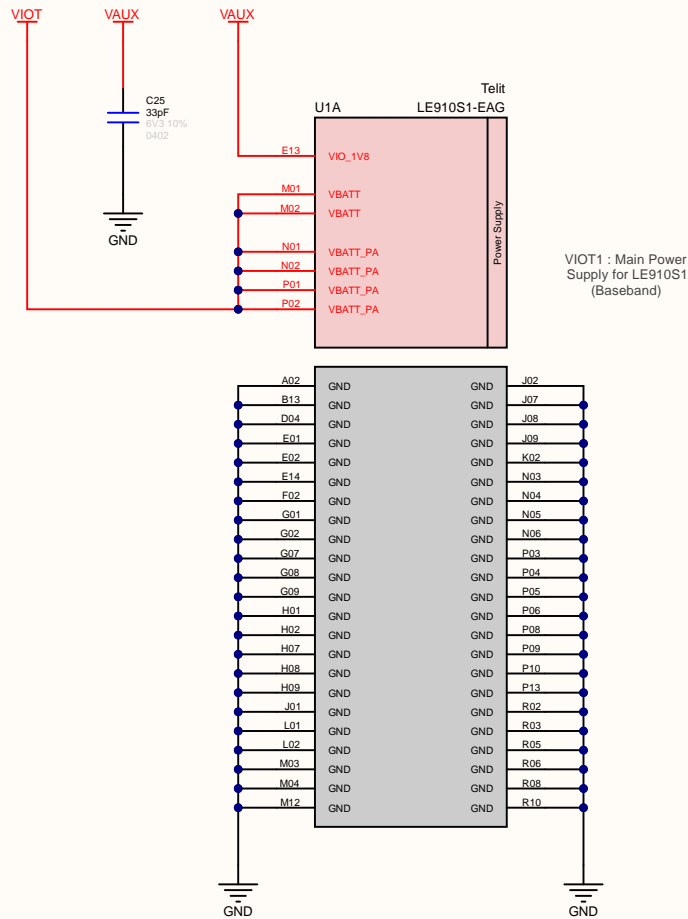 VIOT VAUX VAUX
C25
33pF
6V3 10%
0402
GND
Telit
U1A LE910S1-EAG
E13 VIO_1V8
M01 VBATT
M02 VBATT
N01 VBATT_PA
N02 VBATT_PA
P01 VBATT_PA
P02 VBATT_PA
Power Supply
VIOT1 : Main Power
Supply for LE910S1
(Baseband)
A02 GND GND J02
B13 GND GND J07
D04 GND GND J08
E01 GND GND J09
E02 GND GND K02
E14 GND GND N03
F02 GND GND N04
G01 GND GND N05
G02 GND GND N06
G07 GND GND P03
G08 GND GND P04
G09 GND GND P05
H01 GND GND P06
H02 GND GND P08
H07 GND GND P09
H08 GND GND P10
H09 GND GND P13
J01 GND GND R02
L01 GND GND R03
L02 GND GND R05
M03 GND GND R06
M04 GND GND R08
M12 GND GND R10
GND GND